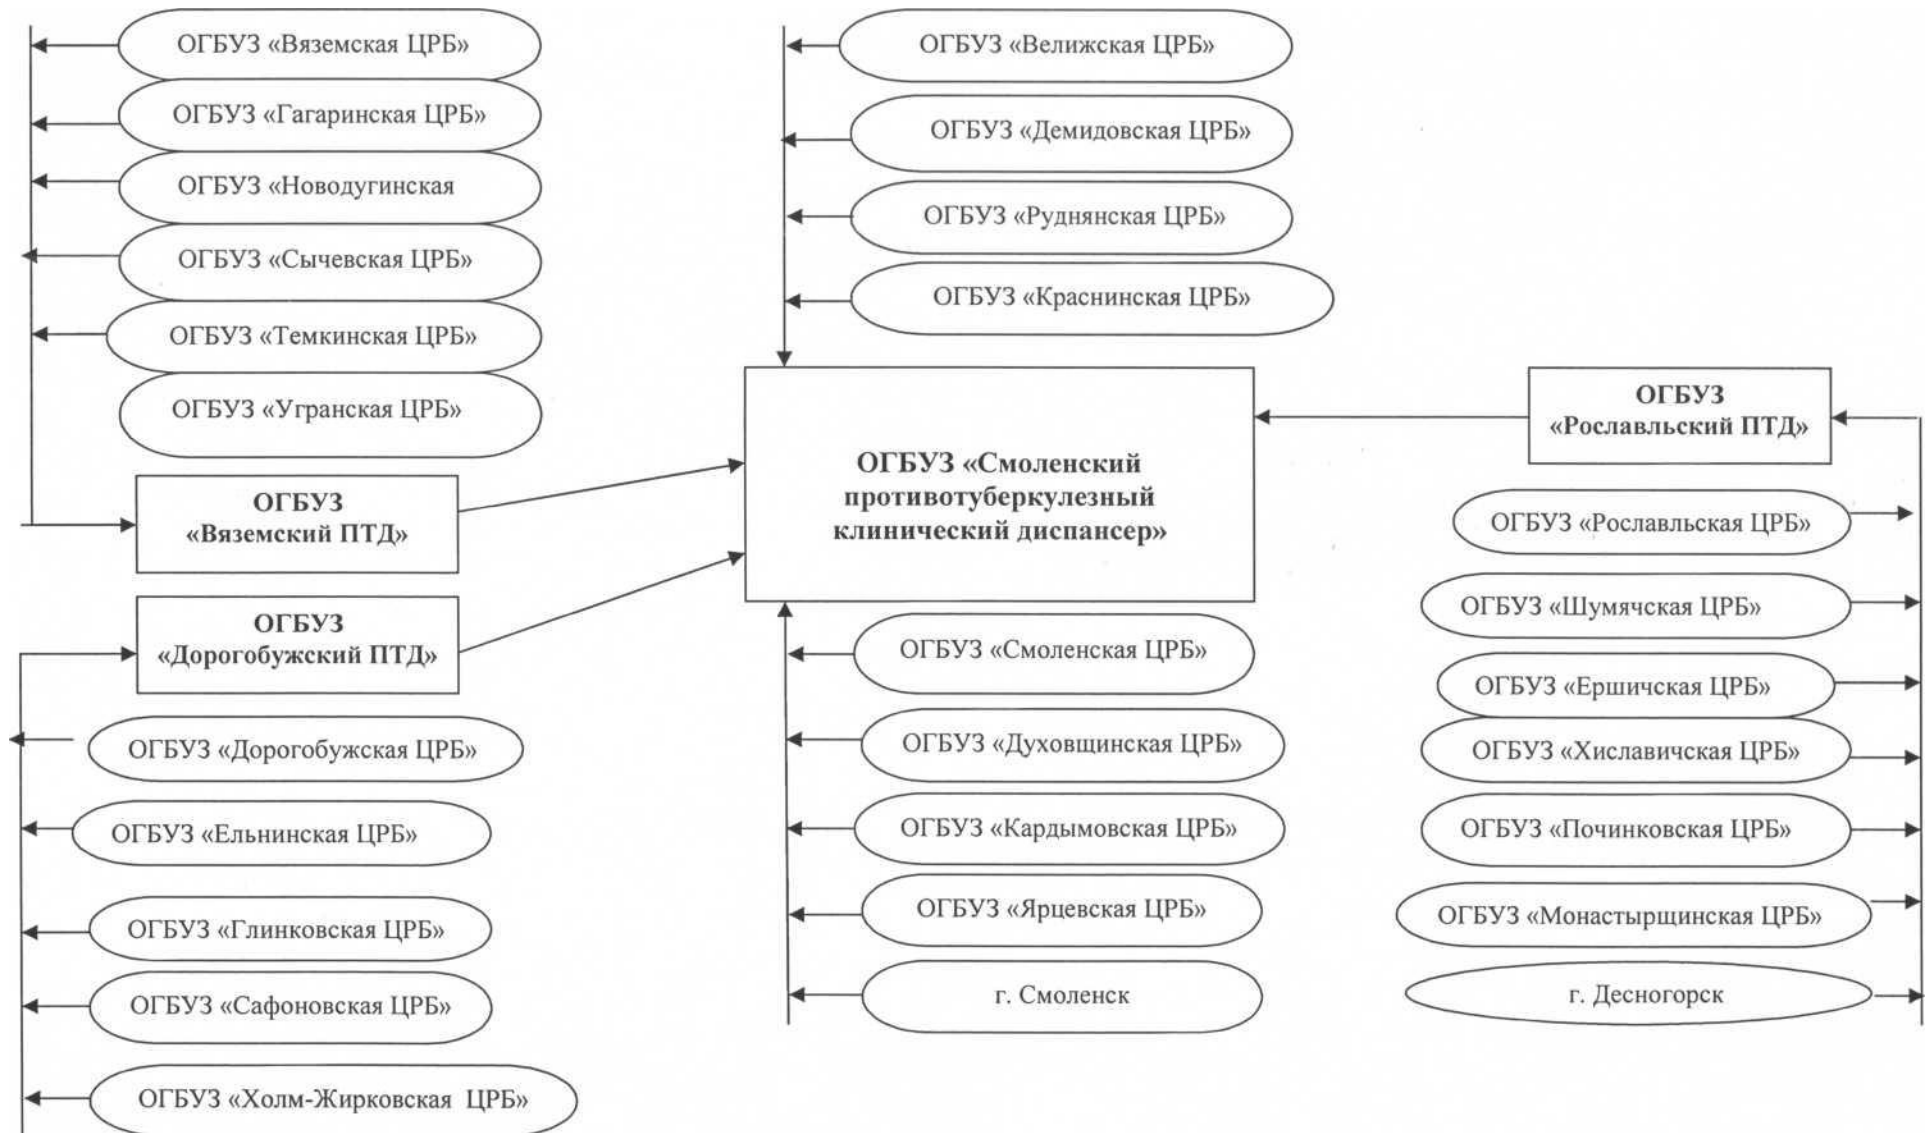 ОГБУЗ «Вяземская ЦРБ»
ОГБУЗ «Гагаринская ЦРБ»
ОГБУЗ «Новодугинская
ОГБУЗ «Сычевская ЦРБ»
ОГБУЗ «Темкинская ЦРБ»
ОГБУЗ «Угранская ЦРБ»
ОГБУЗ
«Вяземский ПТД»
ОГБУЗ
«Дорогобужский ПТД»
ОГБУЗ «Дорогобужская ЦРБ»
ОГБУЗ «Ельнинская ЦРБ»
ОГБУЗ «Глинковская ЦРБ»
ОГБУЗ «Сафоновская ЦРБ»
ОГБУЗ «Холм-Жирковская ЦРБ»
ОГБУЗ «Велижская ЦРБ»
ОГБУЗ «Демидовская ЦРБ»
ОГБУЗ «Руднянская ЦРБ»
ОГБУЗ «Краснинская ЦРБ»
ОГБУЗ «Смоленский
противотуберкулезный
клинический диспансер»
ОГБУЗ «Смоленская ЦРБ»
ОГБУЗ «Духовщинская ЦРБ»
ОГБУЗ «Кардымовская ЦРБ»
ОГБУЗ «Ярцевская ЦРБ»
г. Смоленск
ОГБУЗ
«Рославльский ПТД»
ОГБУЗ «Рославльская ЦРБ»
ОГБУЗ «Шумячская ЦРБ»
ОГБУЗ «Ершичская ЦРБ»
ОГБУЗ «Хиславичская ЦРБ»
ОГБУЗ «Починковская ЦРБ»
ОГБУЗ «Монастырщинская ЦРБ»
г. Десногорск